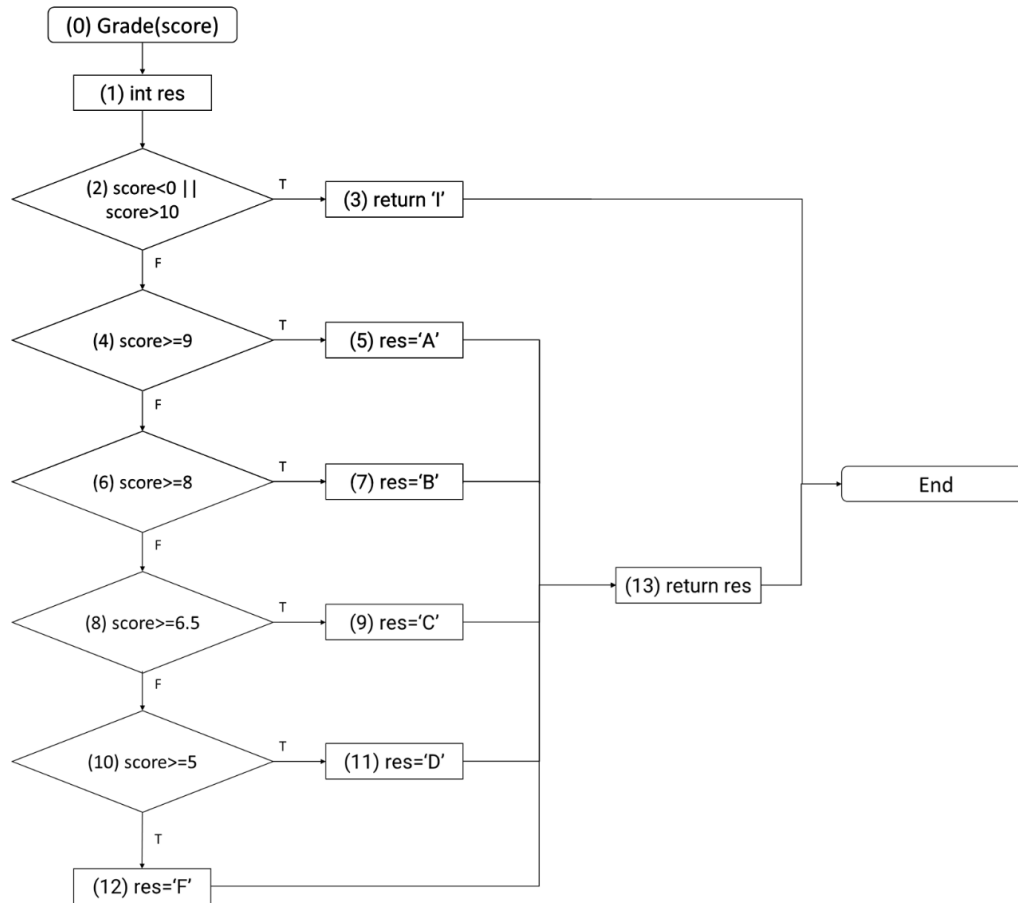 (0) Grade(score)
(1) int res
(2) score<0 ||
score>10
T
(3) return ‘I’
F
(4) score>=9
T
(5) res=‘A’
F
(6) score>=8
T
(7) res=‘B’
End
F
(13) return res
(8) score>=6.5
T
(9) res=‘C’
F
(10) score>=5
T
(11) res=‘D’
T
(12) res=‘F’